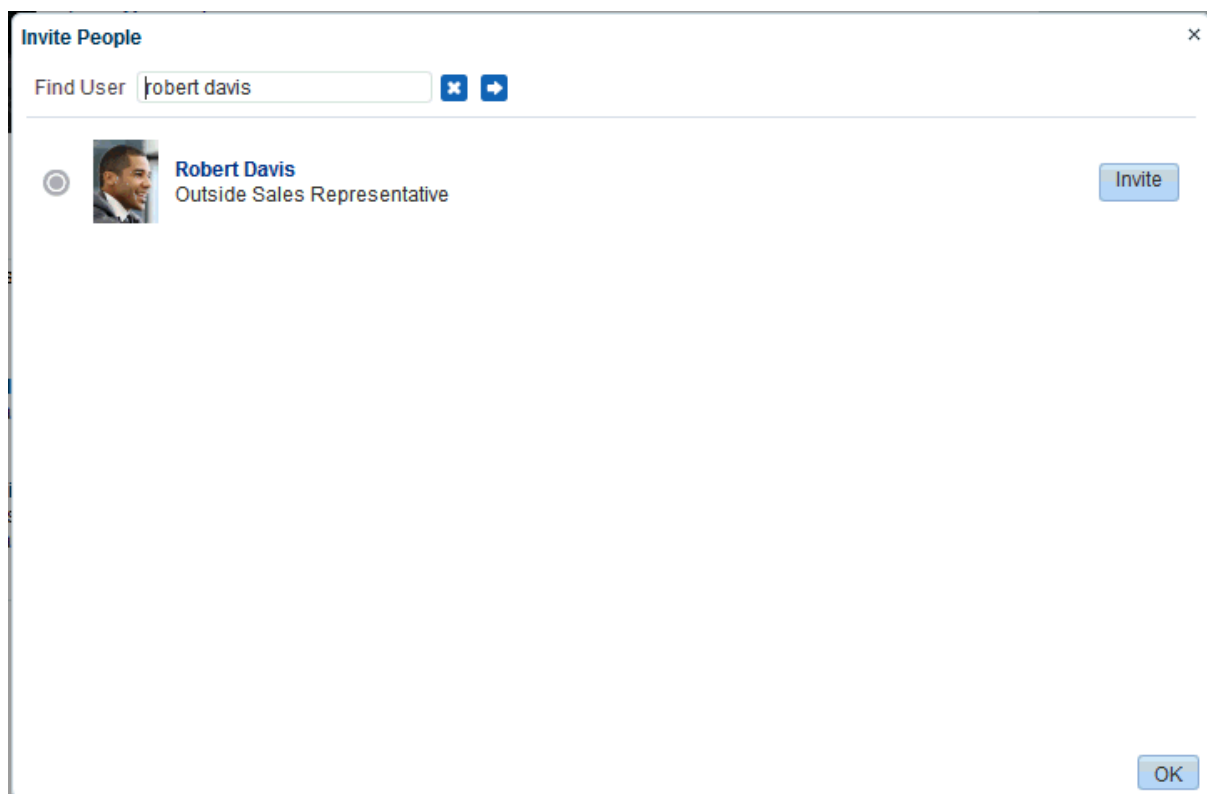 Invite People
Find User robert davis
Robert Davis
Outside Sales Representative
Invite
OK